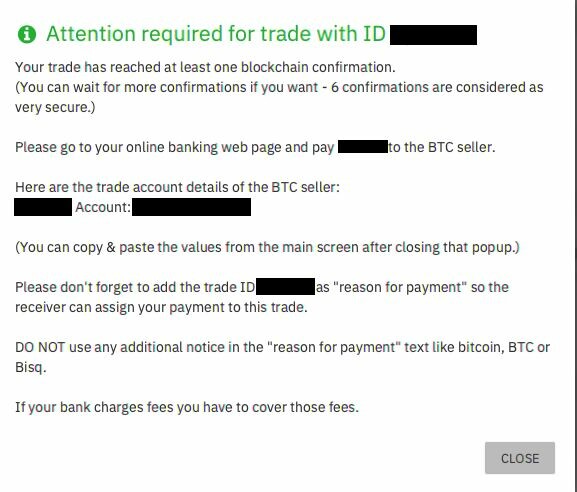 Attention required for trade with ID
Your trade has reached at least one blockchain confirmation.
(You can wait for more confirmations if you want - 6 confirmations are considered as
very secure.)
Please go to your online banking web page and pay to the BTC seller.
Here are the trade account details of the BTC seller:
Account:
(You can copy & paste the values from the main screen after closing that popup.)
Please don't forget to add the trade ID as "reason for payment" so the
receiver can assign your payment to this trade.
DO NOT use any additional notice in the "reason for payment" text like bitcoin, BTC or
Bisq.
If your bank charges fees you have to cover those fees.
CLOSE